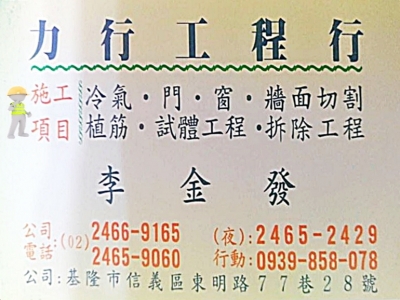 力行工程行
施工項目 冷氣・門・窗・牆面切割
植筋・試體工程・拆除工程
李金發
公司電話:(02) 2466-9165
2465-9060
(夜):2465-2429
行動:0939-858-078
公司:基隆市信義區東明路77巷28號